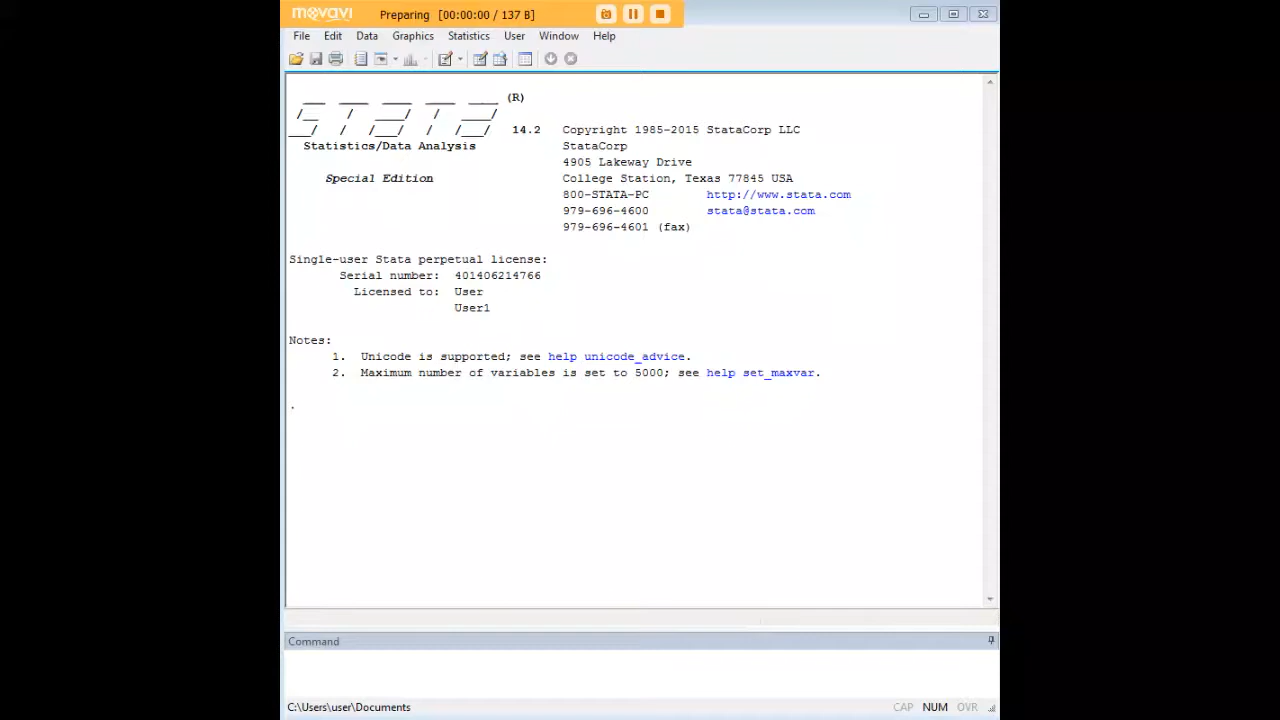 movavi Preparing [00:00:00 / 137 B]
File Edit Data Graphics Statistics User Window Help
(R)
STATA 14.2 Copyright 1985-2015 StataCorp LLC
Statistics/Data Analysis StataCorp
4905 Lakeway Drive
Special Edition College Station, Texas 77845 USA
800-STATA-PC http://www.stata.com
979-696-4600 stata@stata.com
979-696-4601 (fax)
Single-user Stata perpetual license:
Serial number: 401406214766
Licensed to: User
User1
Notes:
1. Unicode is supported; see help unicode_advice.
2. Maximum number of variables is set to 5000; see help set_maxvar.
.
Command
C:\Users\user\Documents CAP NUM OVR